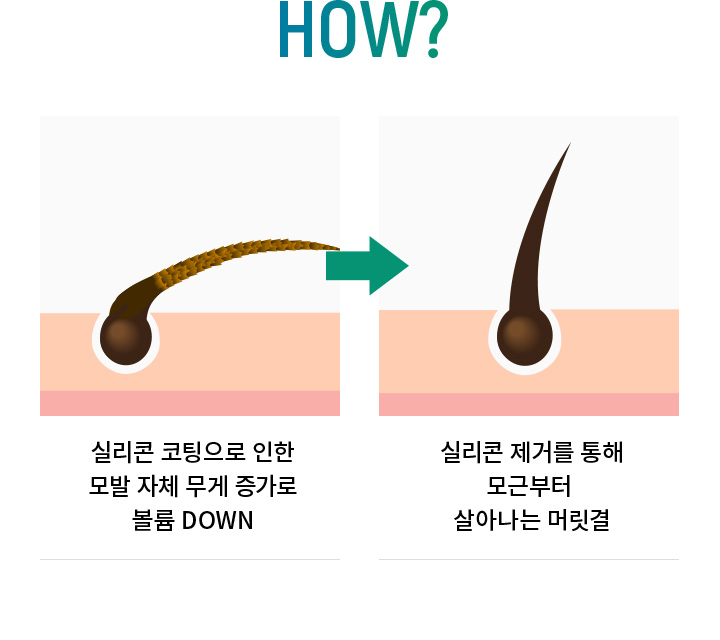 HOW?
실리콘 코팅으로 인한
모발 자체 무게 증가로
볼륨 DOWN
실리콘 제거를 통해
모근부터
살아나는 머릿결